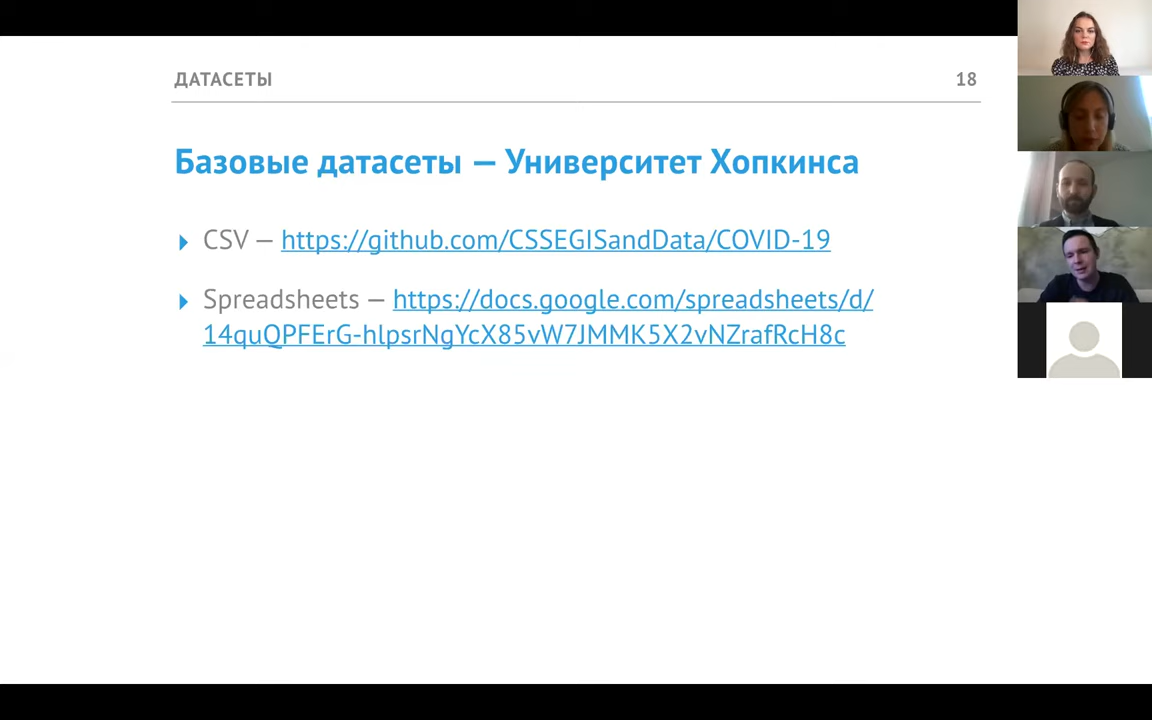 ДАТАСЕТЫ 18
Базовые датасеты — Университет Хопкинса
CSV — https://github.com/CSSEGISandData/COVID-19
Spreadsheets — https://docs.google.com/spreadsheets/d/
14quQPFErG-hlpsrNgYcX85vW7JMMK5X2vNZrafRcH8c